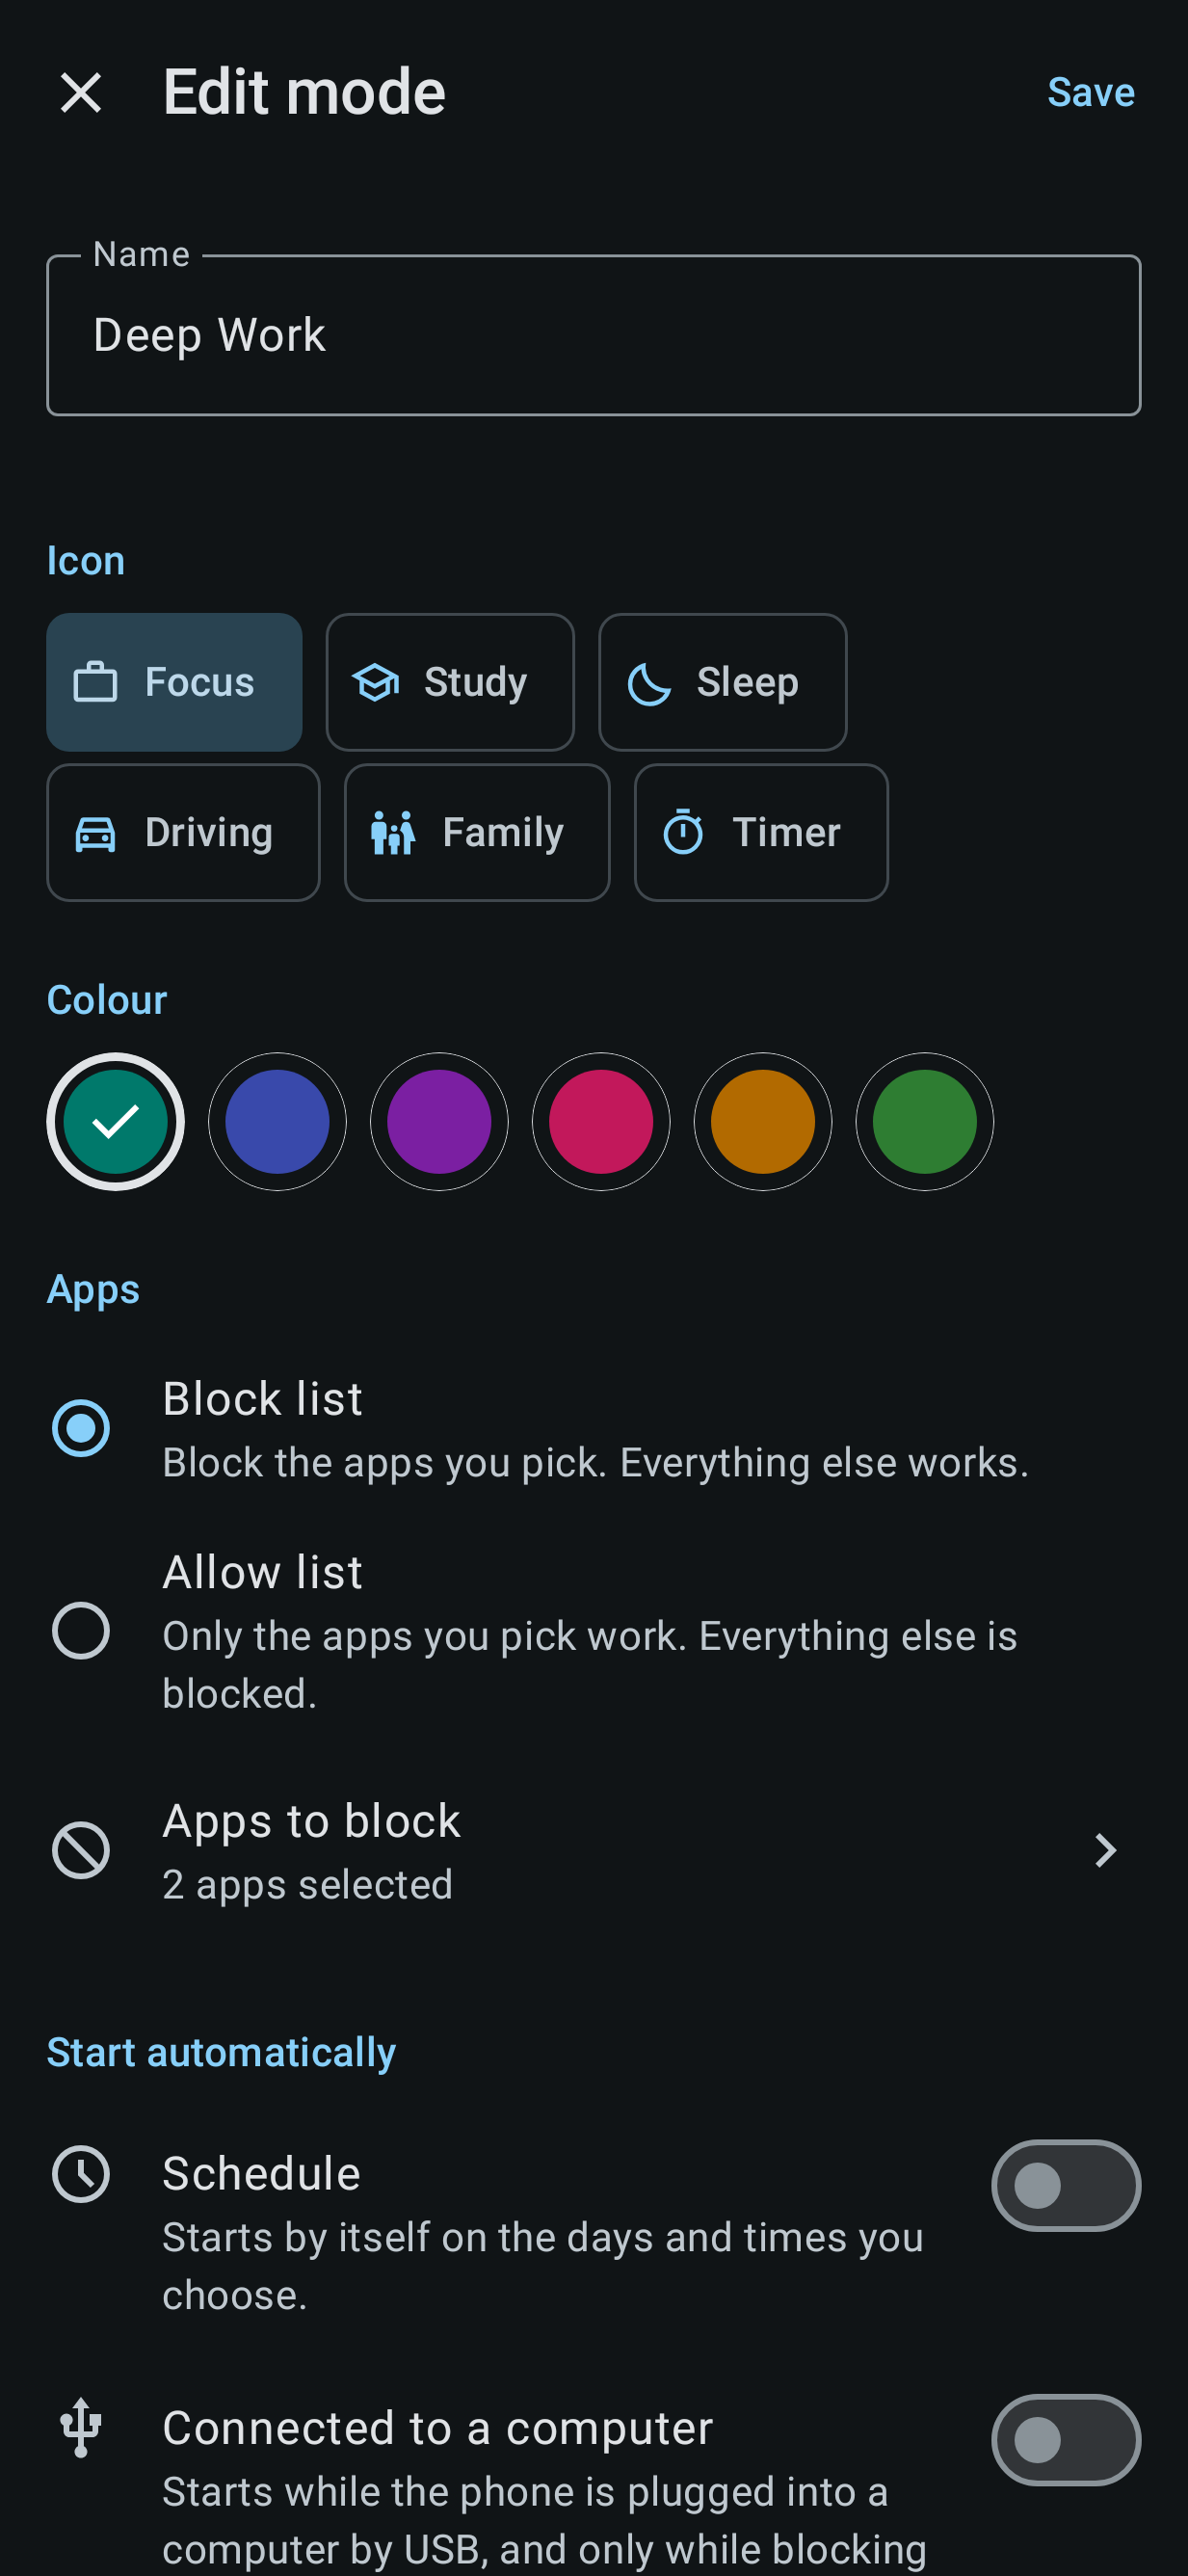 Edit mode
Save
Name
Deep Work
Icon
Focus
Study
Sleep
Driving
Family
Timer
Colour
Apps
Block list
Block the apps you pick. Everything else works.
Allow list
Only the apps you pick work. Everything else is
blocked.
Apps to block
2 apps selected
Start automatically
Schedule
Starts by itself on the days and times you
choose.
Connected to a computer
Starts while the phone is plugged into a
computer by USB, and only while blocking